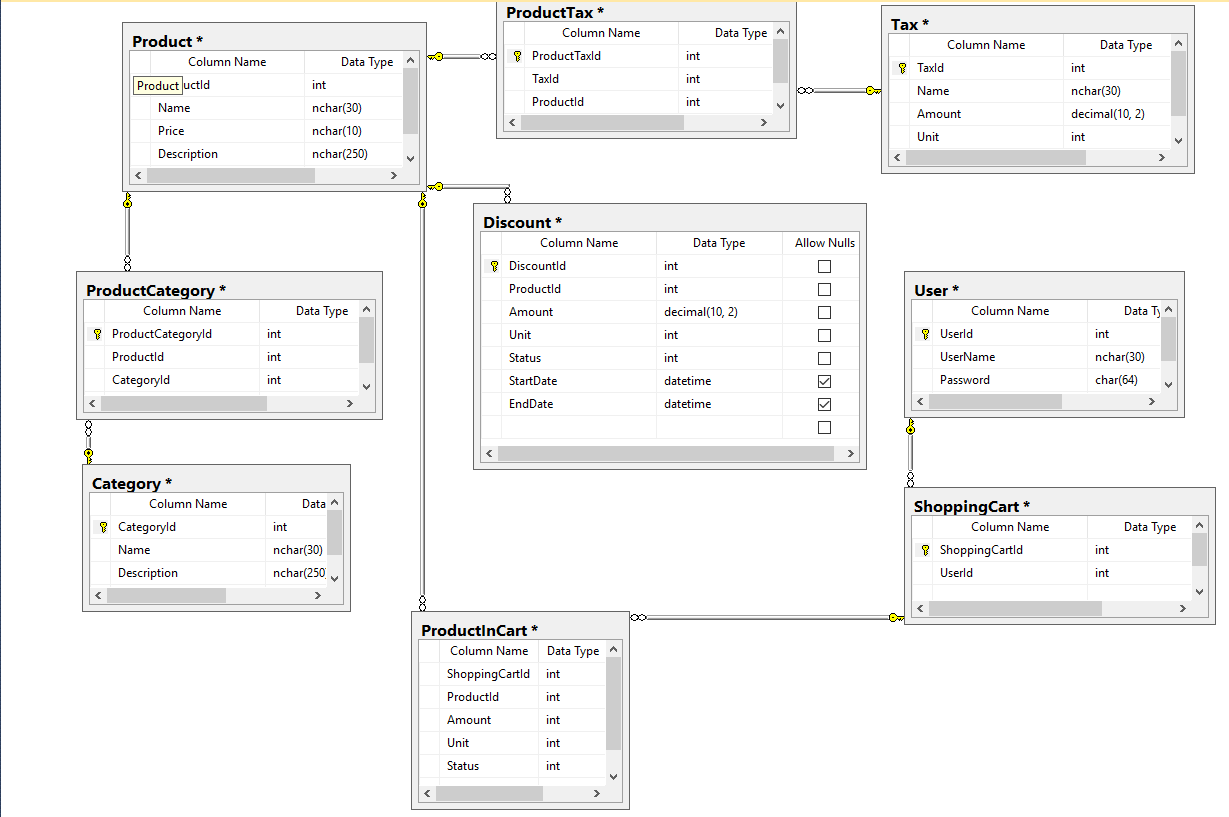 Product *
Column Name Data Type
Product uctId int
Name nchar(30)
Price nchar(10)
Description nchar(250)
ProductTax *
Column Name Data Type
ProductTaxId int
TaxId int
ProductId int
Tax *
Column Name Data Type
TaxId int
Name nchar(30)
Amount decimal(10, 2)
Unit int
Discount *
Column Name Data Type Allow Nulls
DiscountId int
ProductId int
Amount decimal(10, 2)
Unit int
Status int
StartDate datetime
EndDate datetime
ProductCategory *
Column Name Data Type
ProductCategoryId int
ProductId int
CategoryId int
User *
Column Name Data Ty
UserId int
UserName nchar(30)
Password char(64)
Category *
Column Name Data
CategoryId int
Name nchar(30)
Description nchar(250)
ShoppingCart *
Column Name Data Type
ShoppingCartId int
UserId int
ProductInCart *
Column Name Data Type
ShoppingCartId int
ProductId int
Amount int
Unit int
Status int